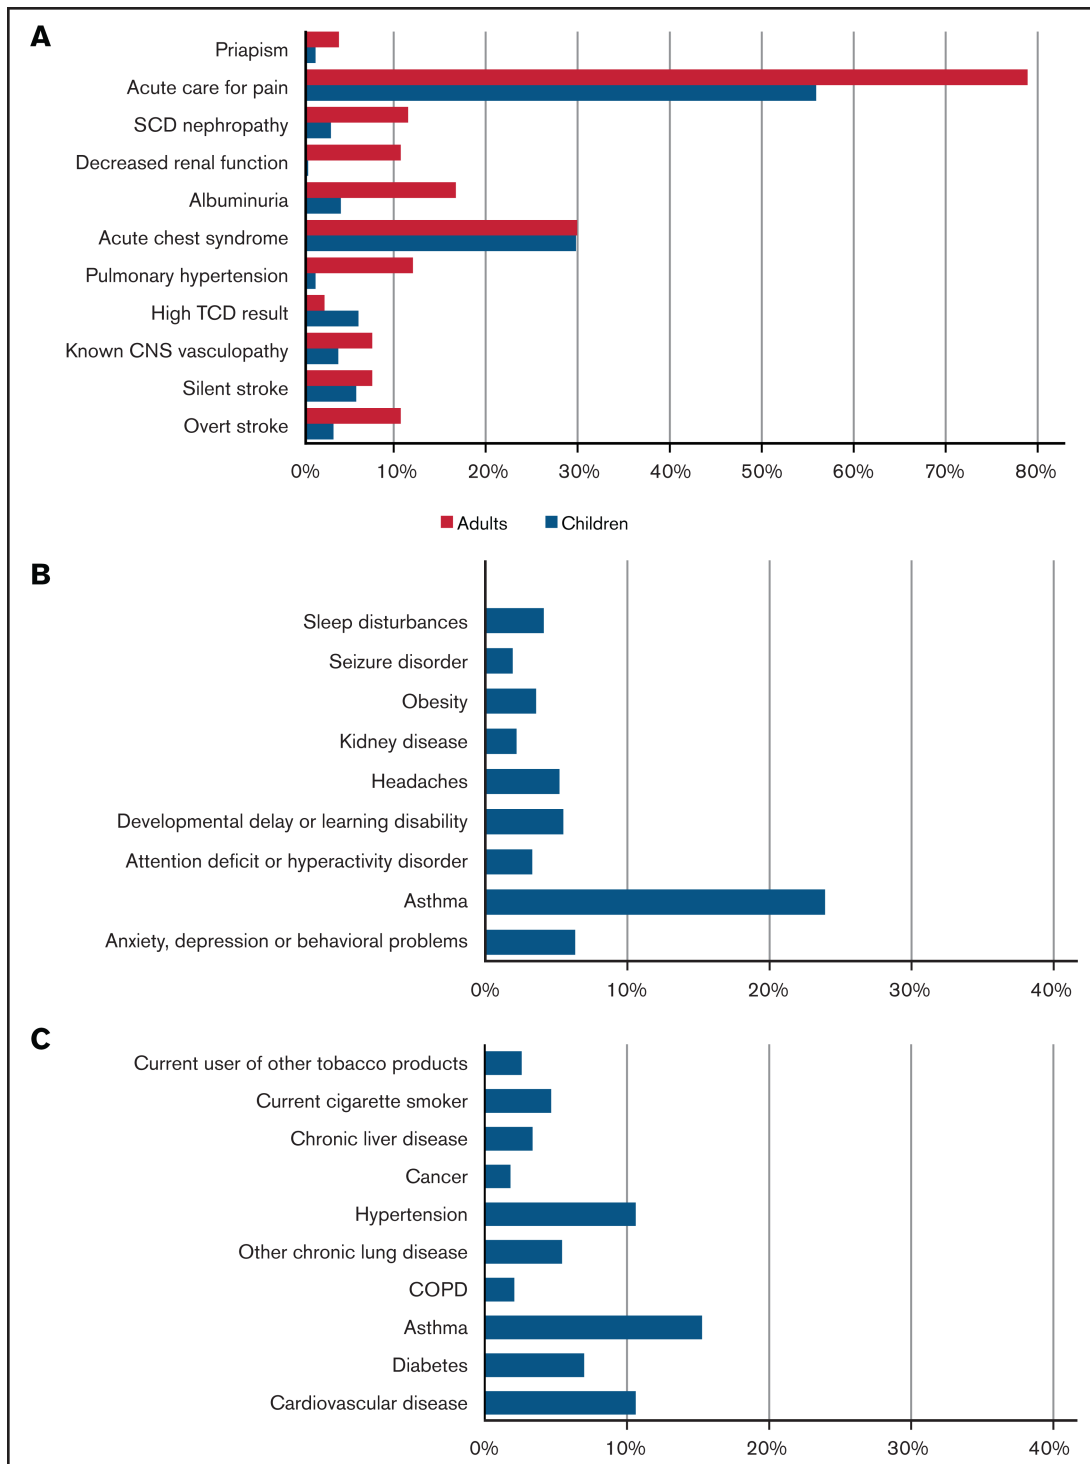 A
Priapism
Acute care for pain
SCD nephropathy
Decreased renal function
Albuminuria
Acute chest syndrome
Pulmonary hypertension
High TCD result
Known CNS vasculopathy
Silent stroke
Overt stroke
0% 10% 20% 30% 40% 50% 60% 70% 80%
Adults Children
B
Sleep disturbances
Seizure disorder
Obesity
Kidney disease
Headaches
Developmental delay or learning disability
Attention deficit or hyperactivity disorder
Asthma
Anxiety, depression or behavioral problems
0% 10% 20% 30% 40%
C
Current user of other tobacco products
Current cigarette smoker
Chronic liver disease
Cancer
Hypertension
Other chronic lung disease
COPD
Asthma
Diabetes
Cardiovascular disease
0% 10% 20% 30% 40%